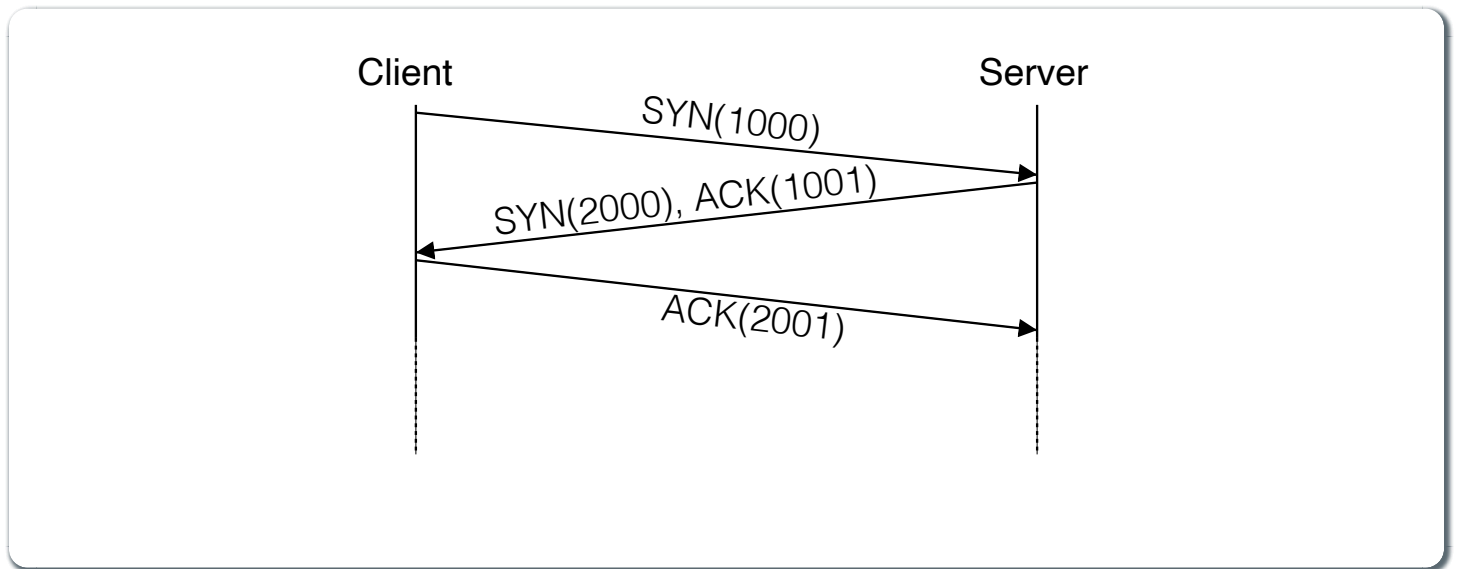 Client
Server
SYN(1000)
SYN(2000), ACK(1001)
ACK(2001)